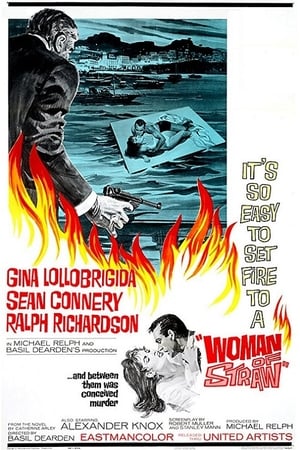 IT'S
SO
EASY
TO
SET
FIRE TO
A
"WOMAN
OF
STRAW"
GINA LOLLOBRIGIDA
SEAN CONNERY
RALPH RICHARDSON
IN MICHAEL RELPH AND
BASIL DEARDEN'S PRODUCTION
...and between
them was
conceived
murder
FROM THE NOVEL
BY CATHERINE ARLEY
DIRECTED BY BASIL DEARDEN
ALSO STARRING
ALEXANDER KNOX
SCREENPLAY BY
ROBERT MULLER
AND STANLEY MANN
PRODUCED BY
MICHAEL RELPH
EASTMANCOLOR
RELEASED THRU
UNITED ARTISTS